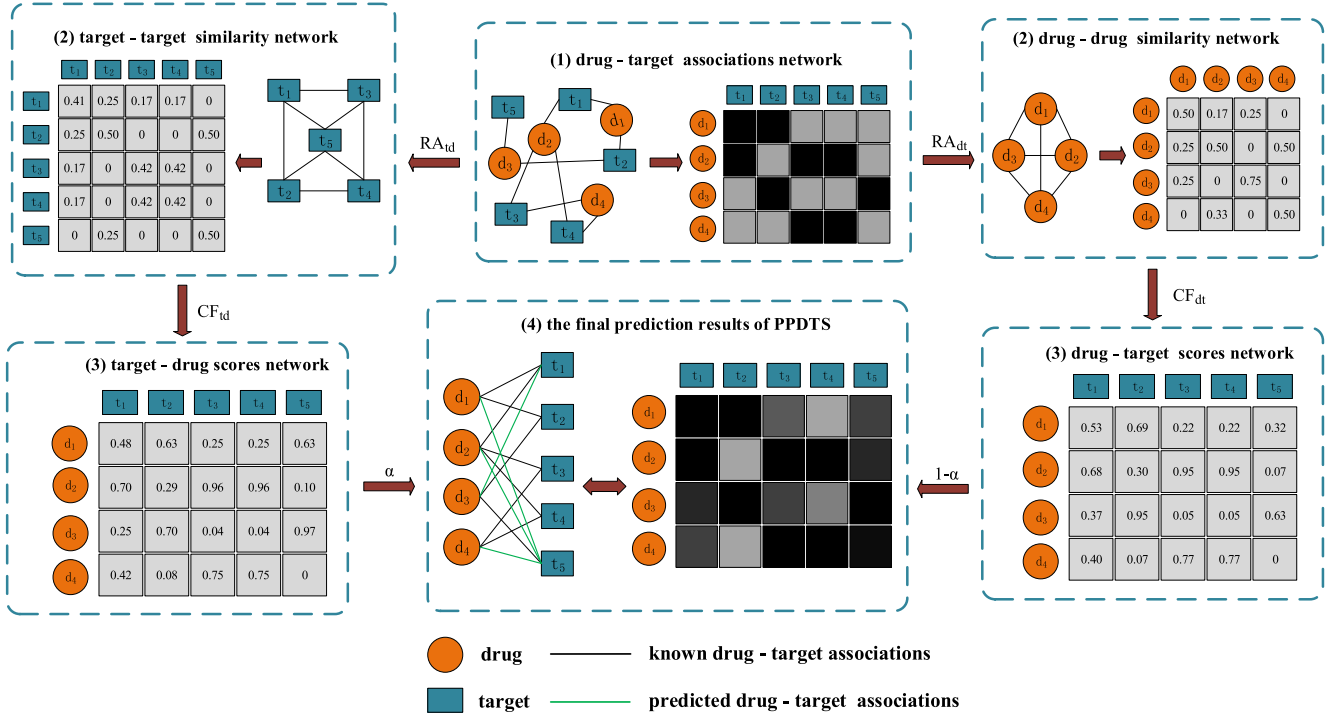 (2) target - target similarity network
t1 t2 t3 t4 t5
t1 0.41 0.25 0.17 0.17 0
t2 0.25 0.50 0 0 0.50
t3 0.17 0 0.42 0.42 0
t4 0.17 0 0.42 0.42 0
t5 0 0.25 0 0 0.50
t1 t3
t5
t2 t4
RAtd
(1) drug - target associations network
t5 t1
d1
d2
d3 t2
d4
t3
t4
t1 t2 t3 t4 t5
d1
d2
d3
d4
RAdt
(2) drug - drug similarity network
d1
d3 d2
d4
d1 d2 d3 d4
d1 0.50 0.17 0.25 0
d2 0.25 0.50 0 0.50
d3 0.25 0 0.75 0
d4 0 0.33 0 0.50
CFtd
CFdt
(3) target - drug scores network
t1 t2 t3 t4 t5
d1 0.48 0.63 0.25 0.25 0.63
d2 0.70 0.29 0.96 0.96 0.10
d3 0.25 0.70 0.04 0.04 0.97
d4 0.42 0.08 0.75 0.75 0
α
(4) the final prediction results of PPDTS
t1
d1
t2
d2
t3
d3
t4
d4
t5
t1 t2 t3 t4 t5
d1
d2
d3
d4
1-α
(3) drug - target scores network
t1 t2 t3 t4 t5
d1 0.53 0.69 0.22 0.22 0.32
d2 0.68 0.30 0.95 0.95 0.07
d3 0.37 0.95 0.05 0.05 0.63
d4 0.40 0.07 0.77 0.77 0
drug known drug - target associations
target predicted drug - target associations